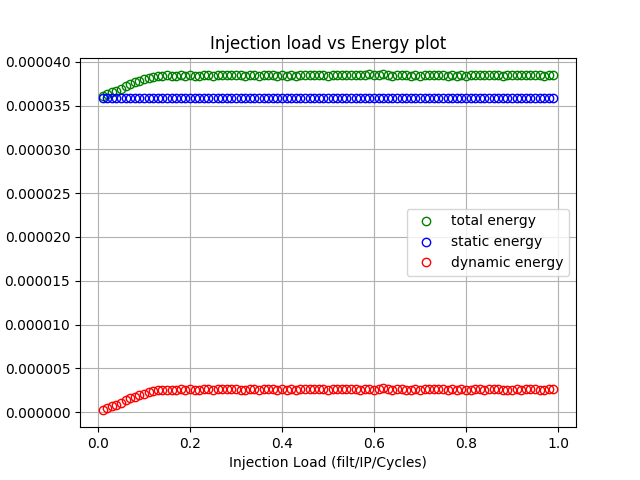 Injection load vs Energy plot
0.000040
0.000035
0.000030
0.000025
0.000020
0.000015
0.000010
0.000005
0.000000
total energy
static energy
dynamic energy
0.0 0.2 0.4 0.6 0.8 1.0
Injection Load (filt/IP/Cycles)